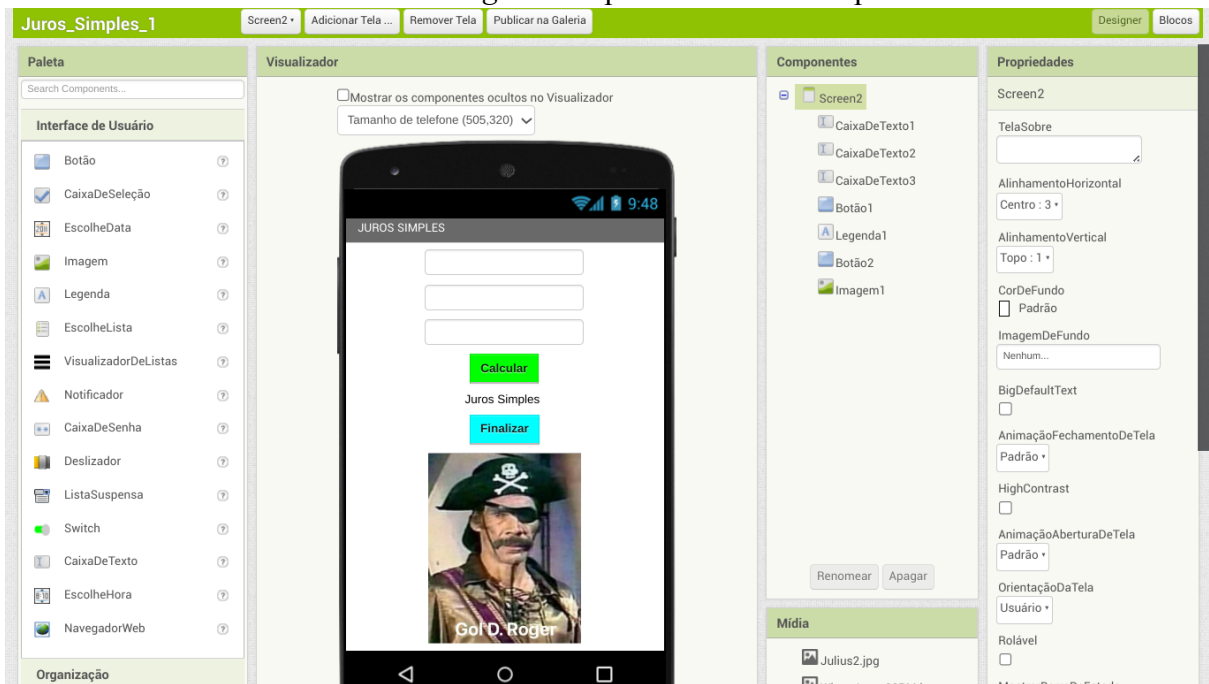 Juros_Simples_1
Screen2
Adicionar Tela ...
Remover Tela
Publicar na Galeria
Designer
Blocos
Paleta
Search Components...
Interface de Usuário
Botão
CaixaDeSeleção
EscolheData
Imagem
Legenda
EscolheLista
VisualizadorDeListas
Notificador
CaixaDeSenha
Deslizador
ListaSuspensa
Switch
CaixaDeTexto
EscolheHora
NavegadorWeb
Organização
Visualizador
Mostrar os componentes ocultos no Visualizador
Tamanho de telefone (505,320)
9:48
JUROS SIMPLES
Calcular
Juros Simples
Finalizar
Gol D. Roger
Componentes
Screen2
CaixaDeTexto1
CaixaDeTexto2
CaixaDeTexto3
Botão1
Legenda1
Botão2
Imagem1
Renomear
Apagar
Mídia
Julius2.jpg
Propriedades
Screen2
TelaSobre
AlinhamentoHorizontal
Centro : 3
AlinhamentoVertical
Topo : 1
CorDeFundo
Padrão
ImagemDeFundo
Nenhum...
BigDefaultText
AnimaçãoFechamentoDeTela
Padrão
HighContrast
AnimaçãoAberturaDeTela
Padrão
OrientaçãoDaTela
Usuário
Rolável